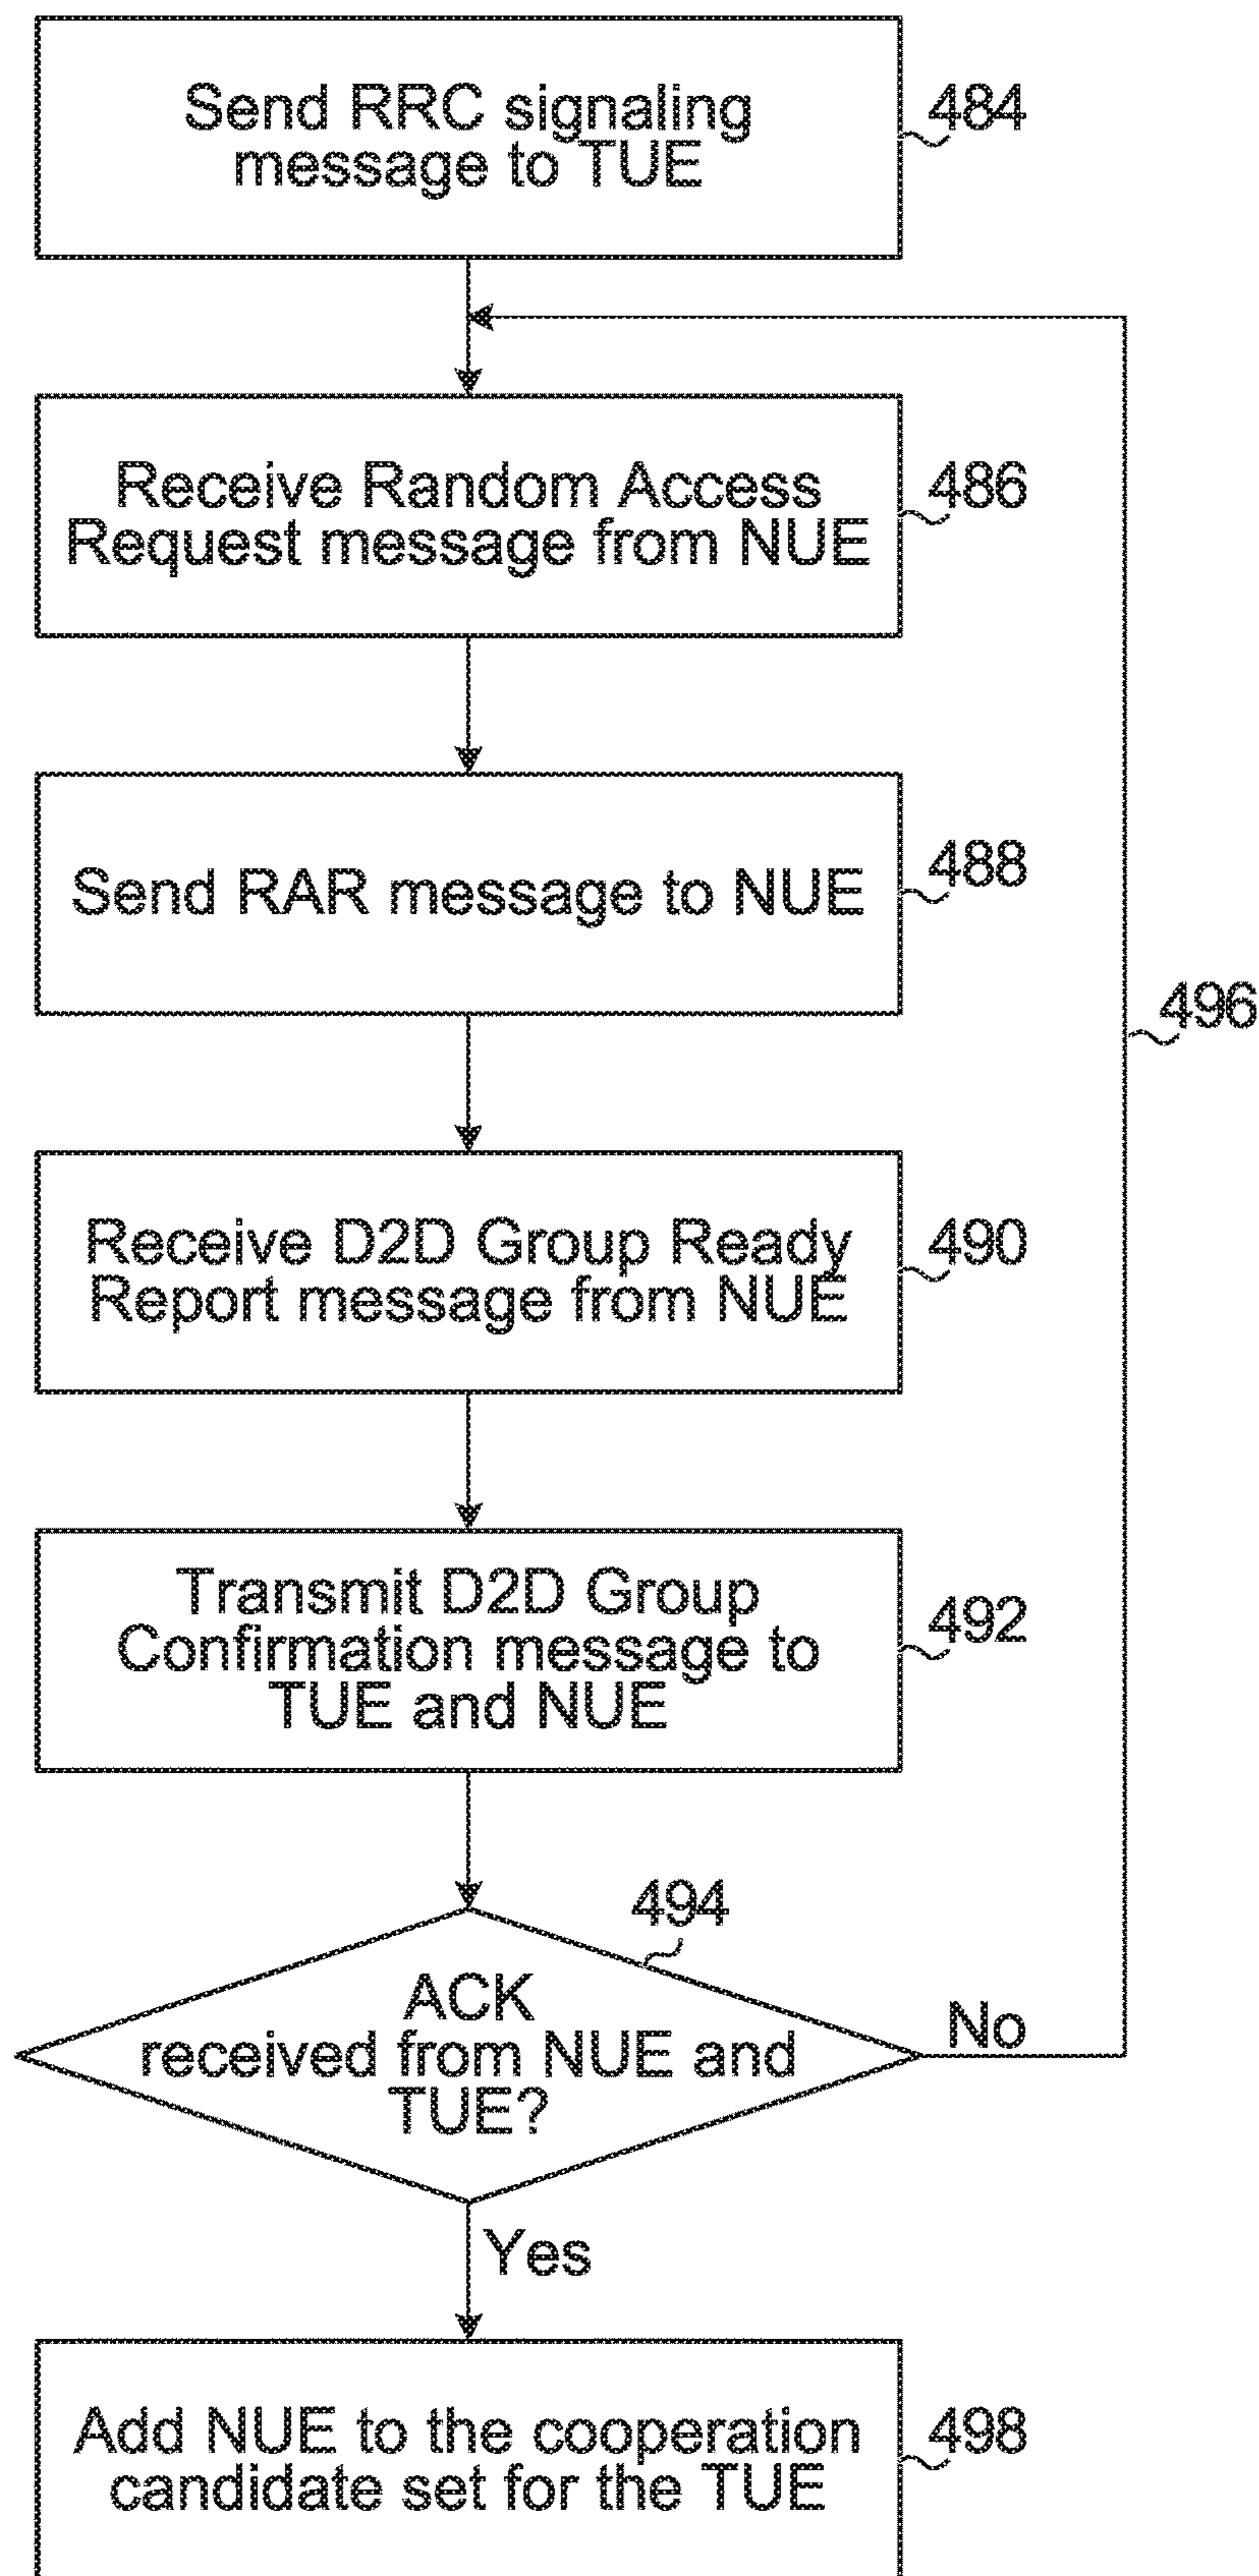 Send RRC signaling
message to TUE
484
Receive Random Access
Request message from NUE
486
Send RAR message to NUE
488
496
Receive D2D Group Ready
Report message from NUE
490
Transmit D2D Group
Confirmation message to
TUE and NUE
492
494
ACK
received from NUE and
TUE?
No
Yes
Add NUE to the cooperation
candidate set for the TUE
498